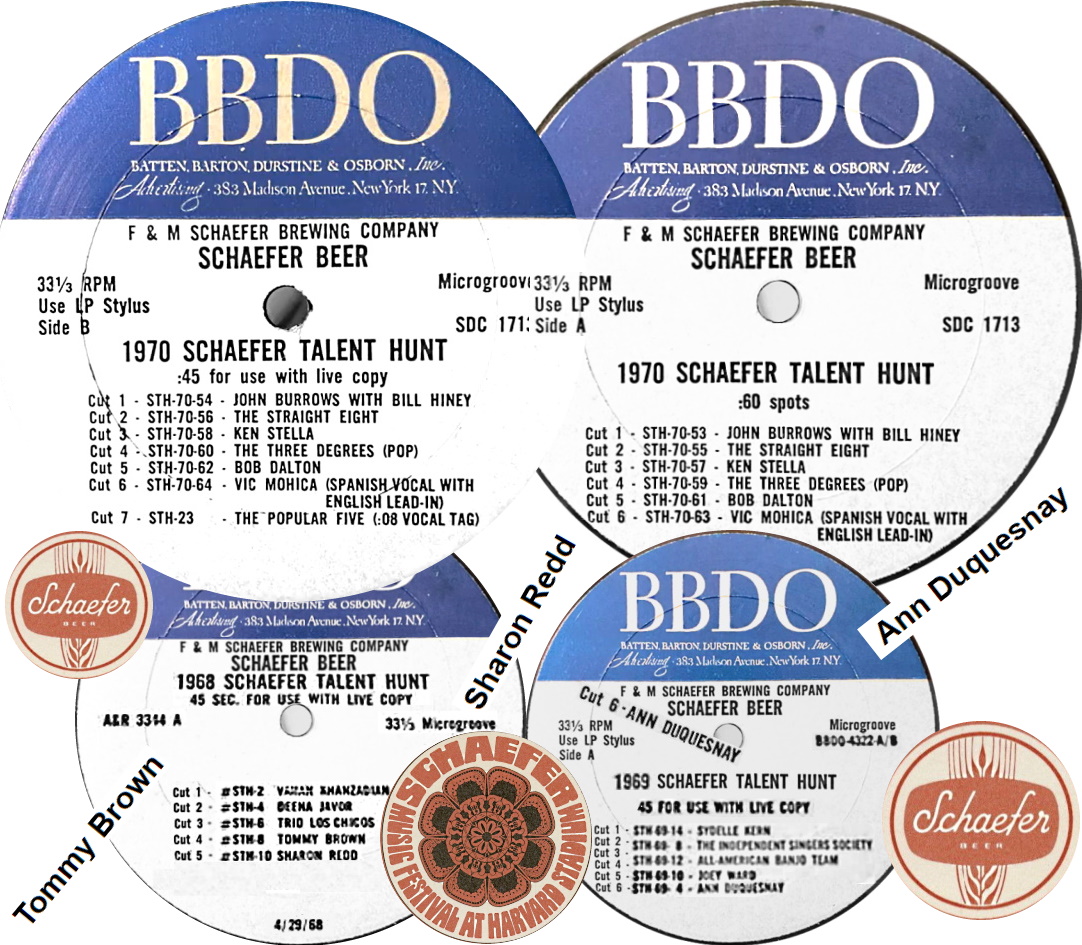 BBDO
BATTEN, BARTON, DURSTINE & OSBORN, Inc.
Advertising · 383 Madison Avenue, New York 17, N.Y.
F & M SCHAEFER BREWING COMPANY
SCHAEFER BEER
33⅓ RPM
Use LP Stylus
Side B
Microgroov
SDC 171
1970 SCHAEFER TALENT HUNT
:45 for use with live copy
Cut 1 - STH-70-54 - JOHN BURROWS WITH BILL HINEY
Cut 2 - STH-70-56 - THE STRAIGHT EIGHT
Cut 3 - STH-70-58 - KEN STELLA
Cut 4 - STH-70-60 - THE THREE DEGREES (POP)
Cut 5 - STH-70-62 - BOB DALTON
Cut 6 - STH-70-64 - VIC MOHICA (SPANISH VOCAL WITH
ENGLISH LEAD-IN)
Cut 7 - STH-23 - THE POPULAR FIVE (:08 VOCAL TAG)
BBDO
BATTEN, BARTON, DURSTINE & OSBORN, Inc.
Advertising · 383 Madison Avenue, New York 17, N.Y.
F & M SCHAEFER BREWING COMPANY
SCHAEFER BEER
33⅓ RPM
Use LP Stylus
Side A
Microgroove
SDC 1713
1970 SCHAEFER TALENT HUNT
:60 spots
Cut 1 - STH-70-53 - JOHN BURROWS WITH BILL HINEY
Cut 2 - STH-70-55 - THE STRAIGHT EIGHT
Cut 3 - STH-70-57 - KEN STELLA
Cut 4 - STH-70-59 - THE THREE DEGREES (POP)
Cut 5 - STH-70-61 - BOB DALTON
Cut 6 - STH-70-63 - VIC MOHICA (SPANISH VOCAL WITH
ENGLISH LEAD-IN)
Schaefer
BEER
BATTEN, BARTON, DURSTINE & OSBORN, Inc.
Advertising · 383 Madison Avenue, New York 17, N.Y.
F & M SCHAEFER BREWING COMPANY
SCHAEFER BEER
1968 SCHAEFER TALENT HUNT
45 SEC. FOR USE WITH LIVE COPY
A&R 3344 A
33⅓ Microgroove
Cut 1 - #STH-2 VAHAN KHANZADIAN
Cut 2 - #STH-4 DEENA JAVOR
Cut 3 - #STH-6 TRIO LOS CHICOS
Cut 4 - #STH-8 TOMMY BROWN
Cut 5 - #STH-10 SHARON REDD
4/29/68
Tommy Brown
Sharon Redd
Ann Duquesnay
SCHAEFER MUSIC FESTIVAL AT HARVARD STADIUM
BBDO
BATTEN, BARTON, DURSTINE & OSBORN, Inc.
Advertising · 383 Madison Avenue, New York 17, N.Y.
F & M SCHAEFER BREWING COMPANY
SCHAEFER BEER
Cut 6 - ANN DUQUESNAY
33⅓ RPM
Use LP Stylus
Side A
Microgroove
BBDO-4322-A/B
1969 SCHAEFER TALENT HUNT
45 FOR USE WITH LIVE COPY
Cut 1 - STH-69-14 - SYDELLE KERN
Cut 2 - STH-69- 8 - THE INDEPENDENT SINGERS SOCIETY
Cut 3
Cut 4 - STH-69-12 - ALL-AMERICAN BANJO TEAM
Cut 5 - STH-69-10 - JOEY WARD
Cut 6 - STH-69- 4 - ANN DUQUESNAY
Schaefer
BEER